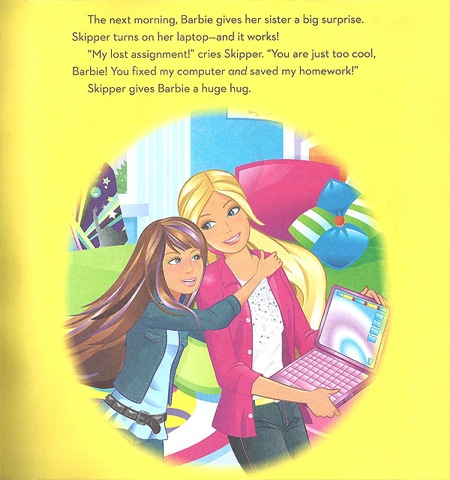 The next morning, Barbie gives her sister a big surprise.
Skipper turns on her laptop—and it works!
“My lost assignment!” cries Skipper. “You are just too cool,
Barbie! You fixed my computer and saved my homework!”
Skipper gives Barbie a huge hug.